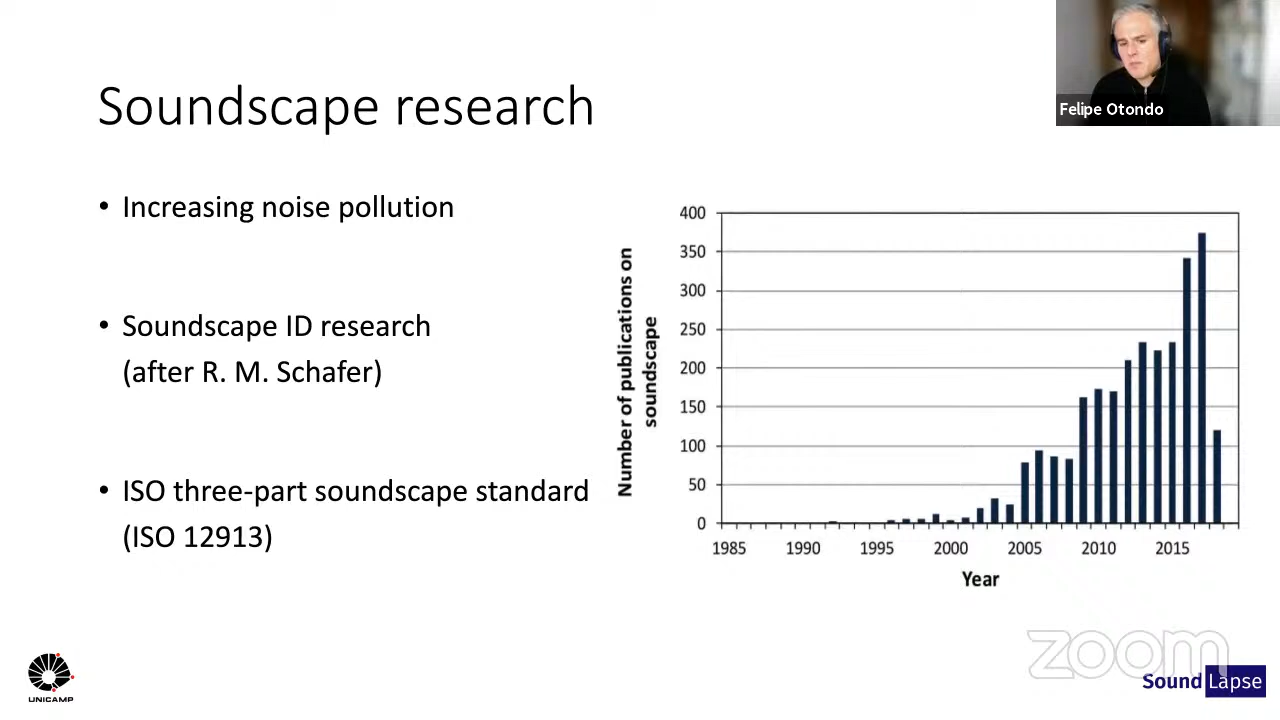 Felipe Otondo
Soundscape research
• Increasing noise pollution
• Soundscape ID research
(after R. M. Schafer)
• ISO three-part soundscape standard
(ISO 12913)
Number of publications on
soundscape
400
350
300
250
200
150
100
50
0
1985 1990 1995 2000 2005 2010 2015
Year
UNICAMP
zoom
Sound Lapse